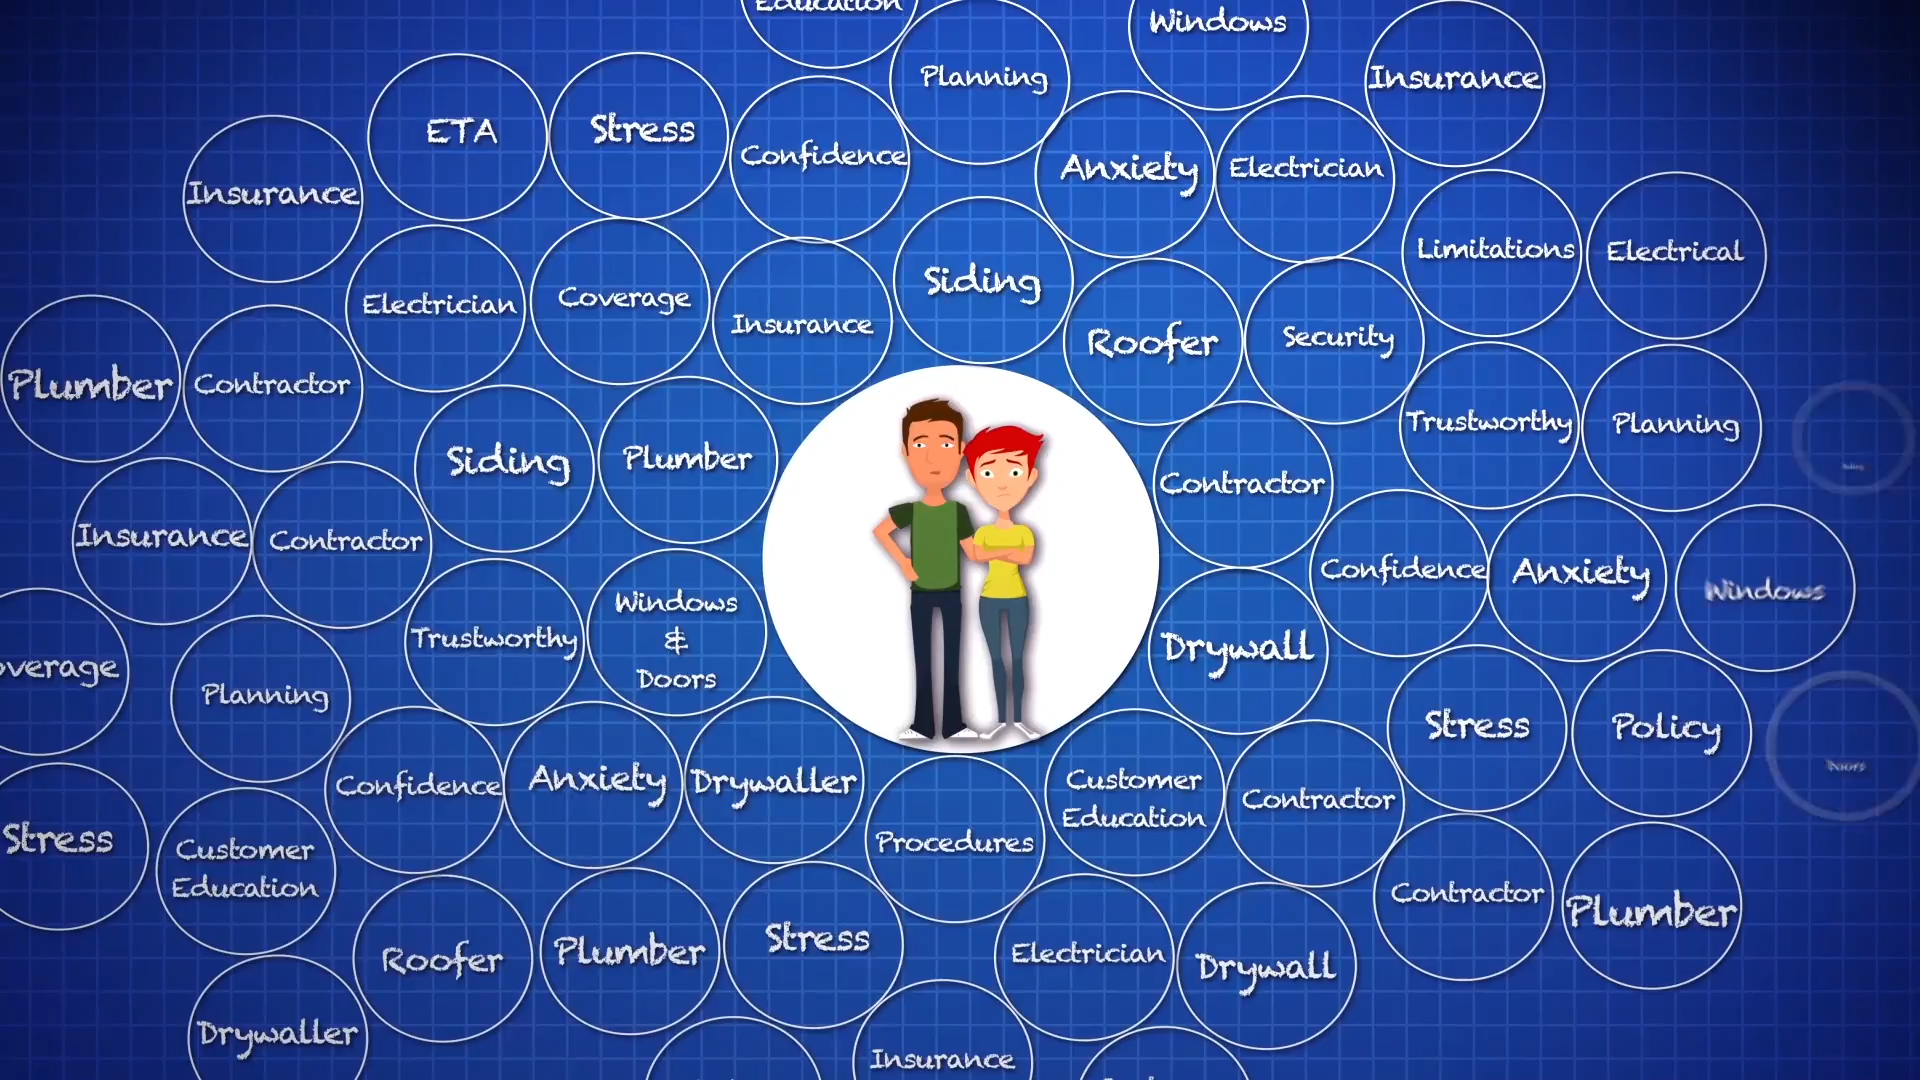 Education
Windows
Planning
Insurance
ETA
Stress
Confidence
Anxiety
Electrician
Insurance
Limitations
Electrical
Siding
Electrician
Coverage
Insurance
Roofer
Security
Plumber
Contractor
Trustworthy
Planning
Siding
Plumber
Contractor
Insurance
Contractor
Confidence
Anxiety
Windows
Trustworthy
Windows
&
Doors
Drywall
overage
Planning
Stress
Policy
Confidence
Anxiety
Drywaller
Customer
Education
Contractor
Stress
Customer
Education
Procedures
Contractor
Plumber
Roofer
Plumber
Stress
Electrician
Drywall
Drywaller
Insurance
Doors